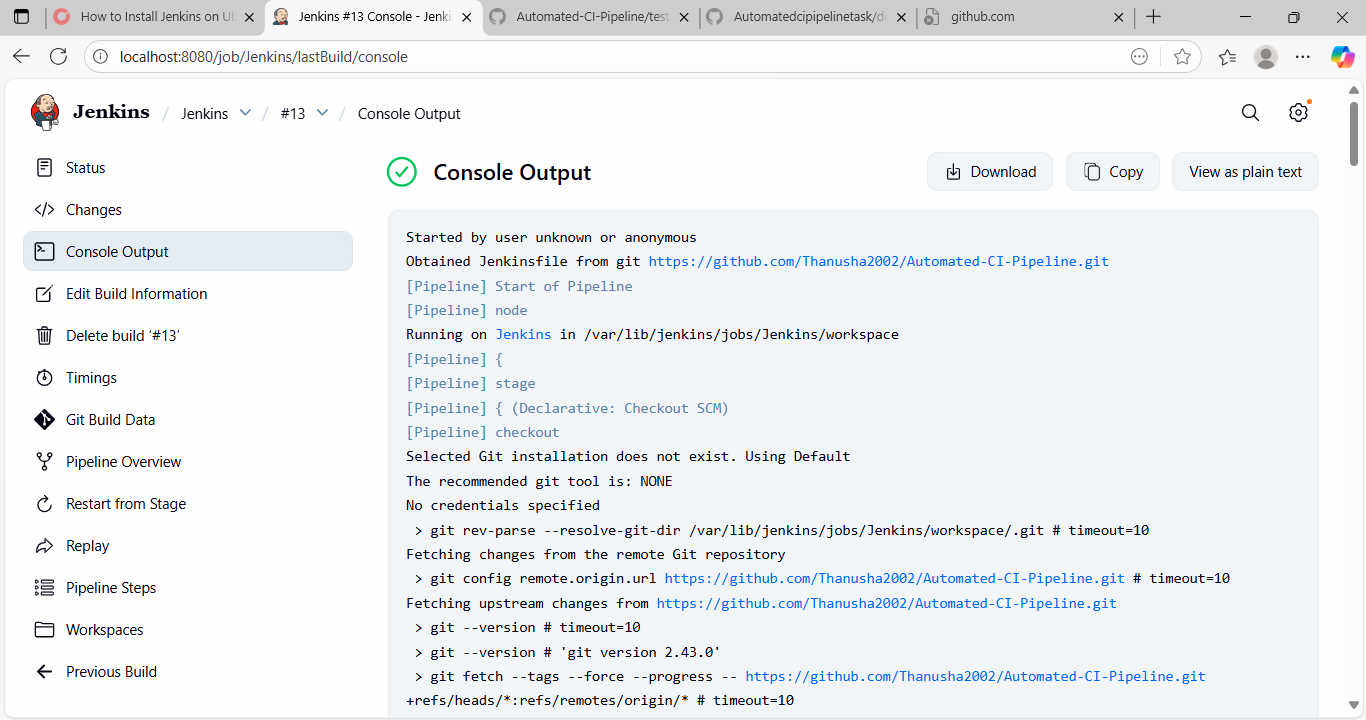 How to Install Jenkins on Ub
Jenkins #13 Console - Jenki
Automated-CI-Pipeline/test
Automatedcipipelinetask/d
github.com
localhost:8080/job/Jenkins/lastBuild/console
Jenkins / Jenkins / #13 / Console Output
Status
Changes
Console Output
Edit Build Information
Delete build ‘#13’
Timings
Git Build Data
Pipeline Overview
Restart from Stage
Replay
Pipeline Steps
Workspaces
Previous Build
Console Output
Download
Copy
View as plain text
Started by user unknown or anonymous
Obtained Jenkinsfile from git https://github.com/Thanusha2002/Automated-CI-Pipeline.git
[Pipeline] Start of Pipeline
[Pipeline] node
Running on Jenkins in /var/lib/jenkins/jobs/Jenkins/workspace
[Pipeline] {
[Pipeline] stage
[Pipeline] { (Declarative: Checkout SCM)
[Pipeline] checkout
Selected Git installation does not exist. Using Default
The recommended git tool is: NONE
No credentials specified
> git rev-parse --resolve-git-dir /var/lib/jenkins/jobs/Jenkins/workspace/.git # timeout=10
Fetching changes from the remote Git repository
> git config remote.origin.url https://github.com/Thanusha2002/Automated-CI-Pipeline.git # timeout=10
Fetching upstream changes from https://github.com/Thanusha2002/Automated-CI-Pipeline.git
> git --version # timeout=10
> git --version # 'git version 2.43.0'
> git fetch --tags --force --progress -- https://github.com/Thanusha2002/Automated-CI-Pipeline.git
+refs/heads/*:refs/remotes/origin/* # timeout=10